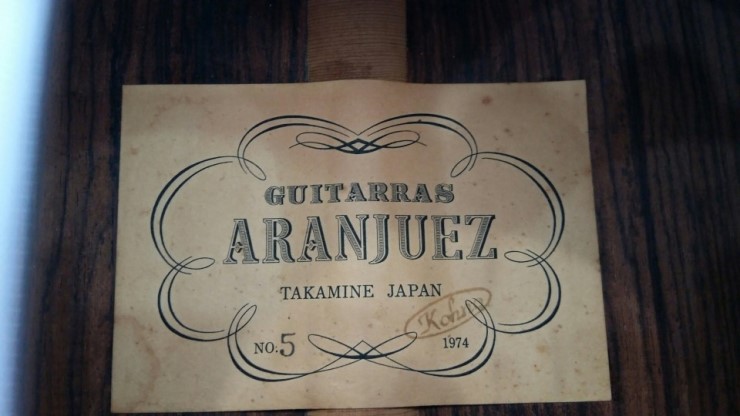 GUITARRAS
ARANJUEZ
TAKAMINE JAPAN
NO. 5
1974